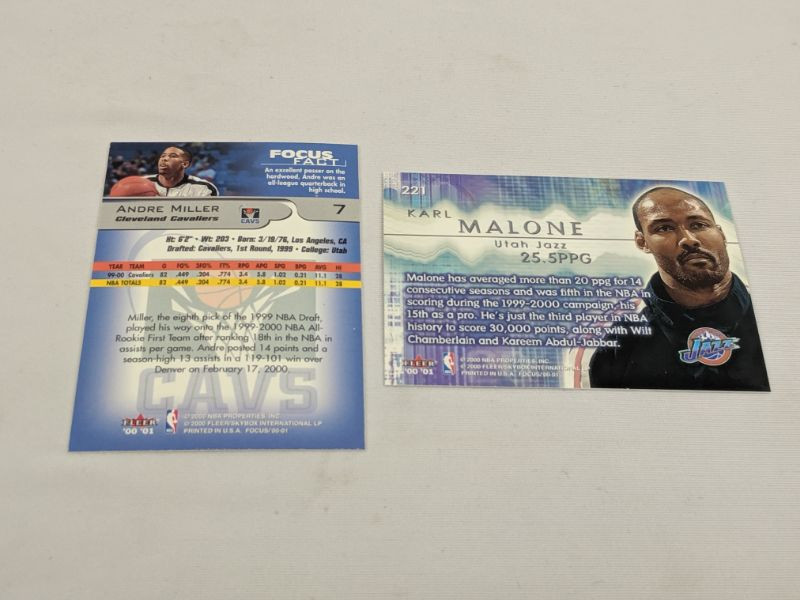 FOCUS
FACT
An excellent passer on the
hardwood, Andre was an
all-league quarterback in
high school.
ANDRE MILLER
Cleveland Cavaliers
CAVS
7
Ht: 6'2" • Wt: 203 • Born: 3/19/76, Los Angeles, CA
Drafted: Cavaliers, 1st Round, 1999 • College: Utah
YEAR TEAM G FG% 3FG% FT% RPG APG SPG BPG AVG HI
99-00 Cavaliers 82 .449 .204 .774 3.4 5.8 1.02 0.21 11.1 28
NBA TOTALS 82 .449 .204 .774 3.4 5.8 1.02 0.21 11.1 28
Miller, the eighth pick of the 1999 NBA Draft,
played his way onto the 1999-2000 NBA All-
Rookie First Team after ranking 18th in the NBA in
assists per game. Andre posted 14 points and a
season-high 13 assists in a 119-101 win over
Denver on February 17, 2000.
CAVS
FLEER
'00 '01
© 2000 NBA PROPERTIES, INC.
© 2000 FLEER/SKYBOX INTERNATIONAL LP
PRINTED IN U.S.A. FOCUS/00-01
221
KARL
MALONE
Utah Jazz
25.5PPG
Malone has averaged more than 20 ppg for 14
consecutive seasons and was fifth in the NBA in
scoring during the 1999-2000 campaign, his
15th as a pro. He's just the third player in NBA
history to score 30,000 points, along with Wilt
Chamberlain and Kareem Abdul-Jabbar.
JAZZ
FLEER
'00 '01
© 2000 NBA PROPERTIES, INC.
© 2000 FLEER/SKYBOX INTERNATIONAL LP
PRINTED IN U.S.A. FOCUS/00-01